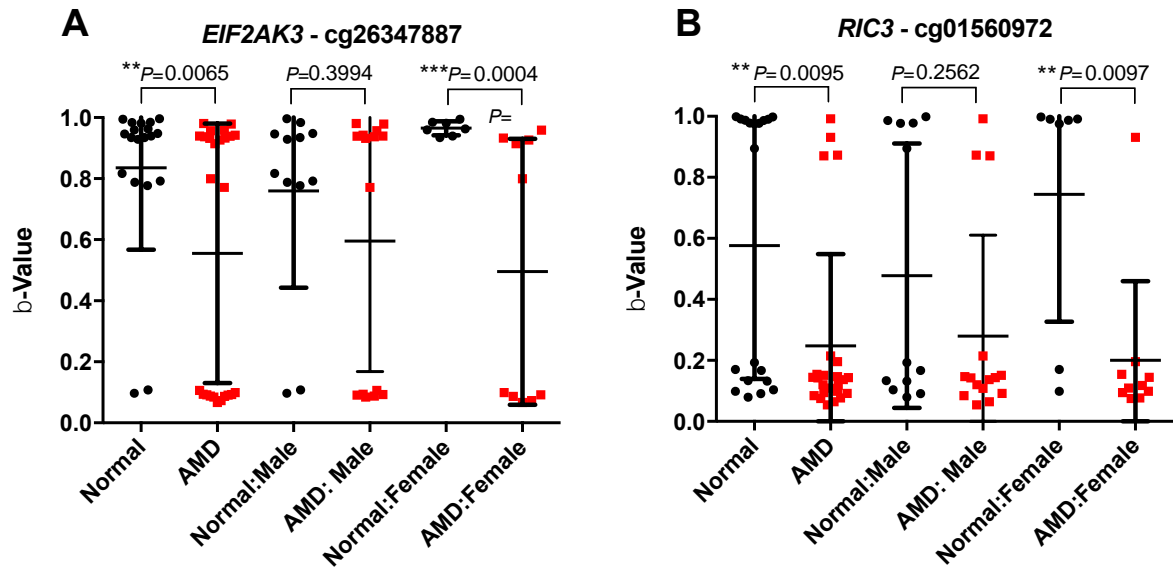 A
EIF2AK3 - cg26347887
**P=0.0065
P=0.3994
***P=0.0004
P=
b-Value
1.0
0.8
0.6
0.4
0.2
0.0
Normal
AMD
Normal:Male
AMD: Male
Normal:Female
AMD:Female
B
RIC3 - cg01560972
**P=0.0095
P=0.2562
**P=0.0097
b-Value
1.0
0.8
0.6
0.4
0.2
0.0
Normal
AMD
Normal:Male
AMD: Male
Normal:Female
AMD:Female